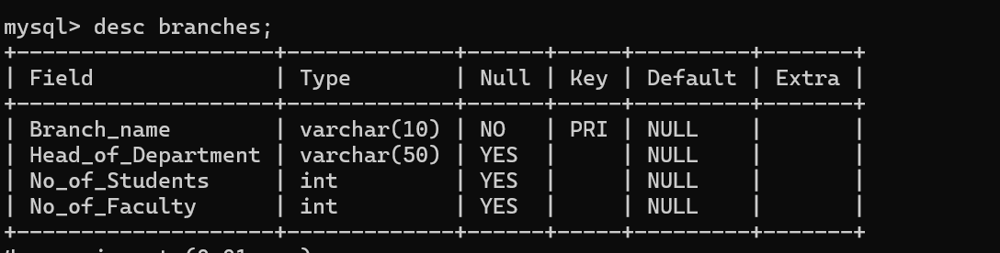 mysql> desc branches;
+--------------------+-------------+------+-----+---------+-------+
| Field              | Type        | Null | Key | Default | Extra |
+--------------------+-------------+------+-----+---------+-------+
| Branch_name        | varchar(10) | NO   | PRI | NULL    |       |
| Head_of_Department | varchar(50) | YES  |     | NULL    |       |
| No_of_Students     | int         | YES  |     | NULL    |       |
| No_of_Faculty      | int         | YES  |     | NULL    |       |
+--------------------+-------------+------+-----+---------+-------+